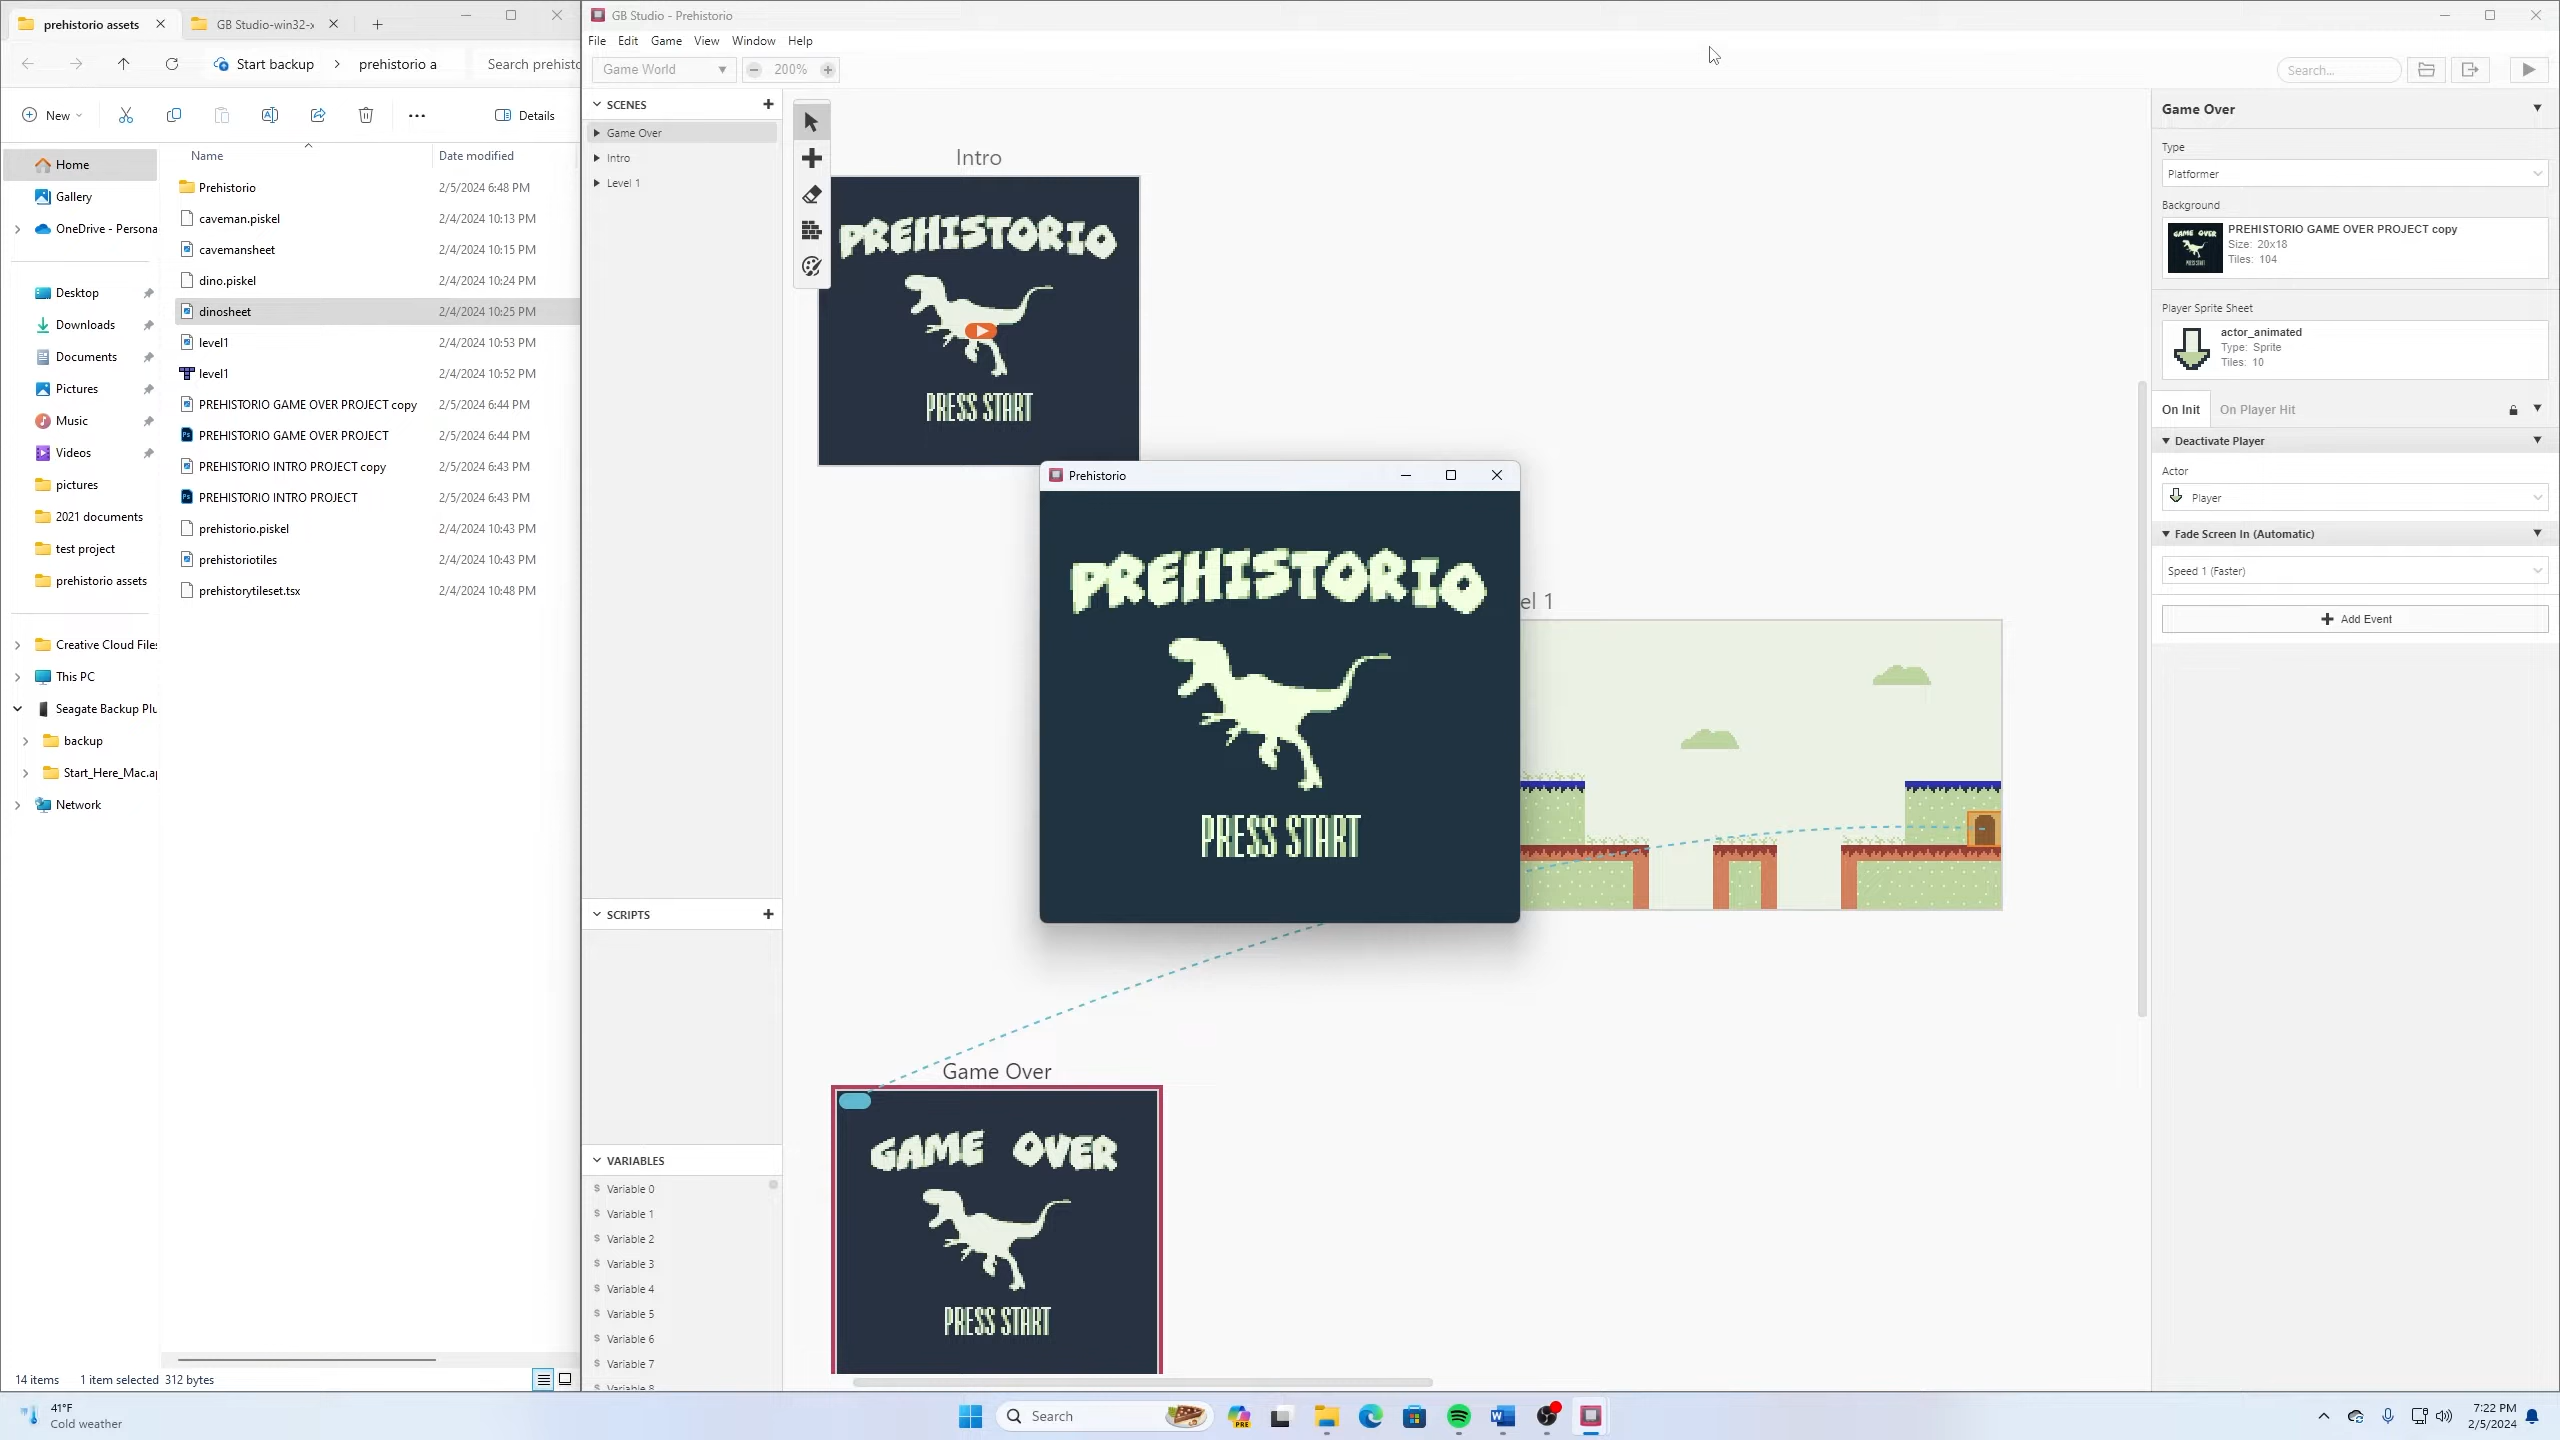 prehistorio assets
GB Studio-win32-x
Start backup
prehistorio a
Search prehisto
New
Details
Name
Date modified
Home
Gallery
OneDrive - Persona
Desktop
Downloads
Documents
Pictures
Music
Videos
pictures
2021 documents
test project
prehistorio assets
Creative Cloud Files
This PC
Seagate Backup Plu
backup
Start_Here_Mac.ap
Network
Prehistorio 2/5/2024 6:48 PM
caveman.piskel 2/4/2024 10:13 PM
cavemansheet 2/4/2024 10:15 PM
dino.piskel 2/4/2024 10:24 PM
dinosheet 2/4/2024 10:25 PM
level1 2/4/2024 10:53 PM
level1 2/4/2024 10:52 PM
PREHISTORIO GAME OVER PROJECT copy 2/5/2024 6:44 PM
PREHISTORIO GAME OVER PROJECT 2/5/2024 6:44 PM
PREHISTORIO INTRO PROJECT copy 2/5/2024 6:43 PM
PREHISTORIO INTRO PROJECT 2/5/2024 6:43 PM
prehistorio.piskel 2/4/2024 10:43 PM
prehistoriotiles 2/4/2024 10:43 PM
prehistorytileset.tsx 2/4/2024 10:48 PM
14 items 1 item selected 312 bytes
GB Studio - Prehistorio
File Edit Game View Window Help
Game World
200%
Search...
SCENES
Game Over
Intro
Level 1
SCRIPTS
VARIABLES
$ Variable 0
$ Variable 1
$ Variable 2
$ Variable 3
$ Variable 4
$ Variable 5
$ Variable 6
$ Variable 7
$ Variable 8
Intro
PREHISTORIO
PRESS START
Prehistorio
PREHISTORIO
PRESS START
el 1
Game Over
GAME OVER
PRESS START
Game Over
Type
Platformer
Background
GAME OVER
PREHISTORIO GAME OVER PROJECT copy
Size: 20x18
Tiles: 104
Player Sprite Sheet
actor_animated
Type: Sprite
Tiles: 10
On Init
On Player Hit
Deactivate Player
Actor
Player
Fade Screen In (Automatic)
Speed 1 (Faster)
Add Event
41°F
Cold weather
Search
PRE
7:22 PM
2/5/2024